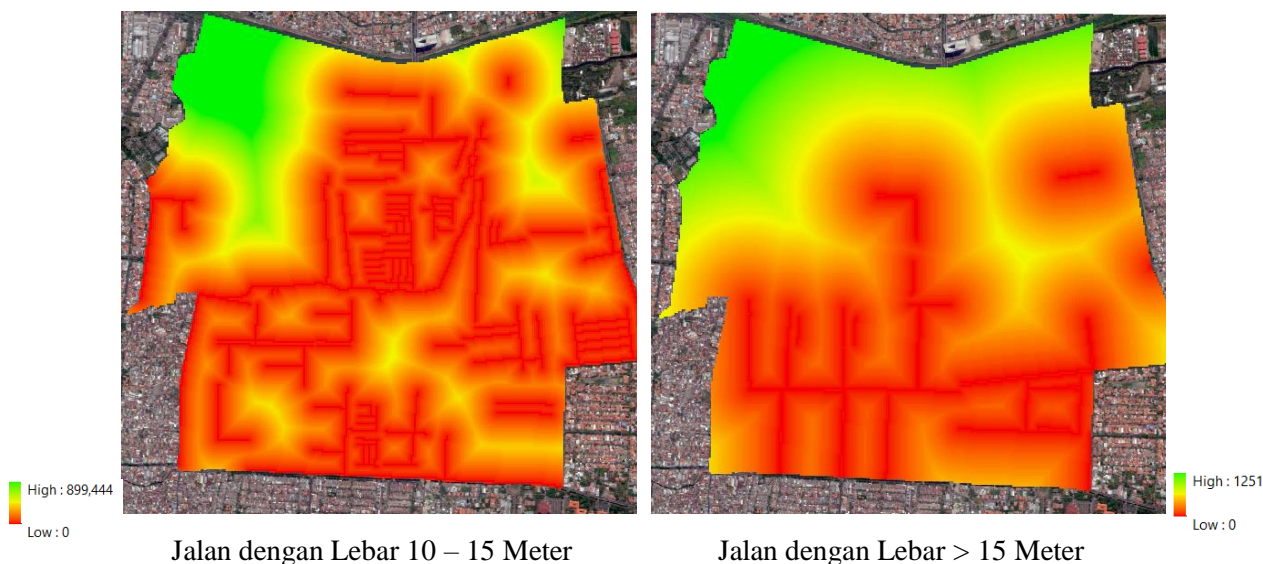 High : 899,444
Low : 0
High : 1251
Low : 0
Jalan dengan Lebar 10 – 15 Meter
Jalan dengan Lebar > 15 Meter